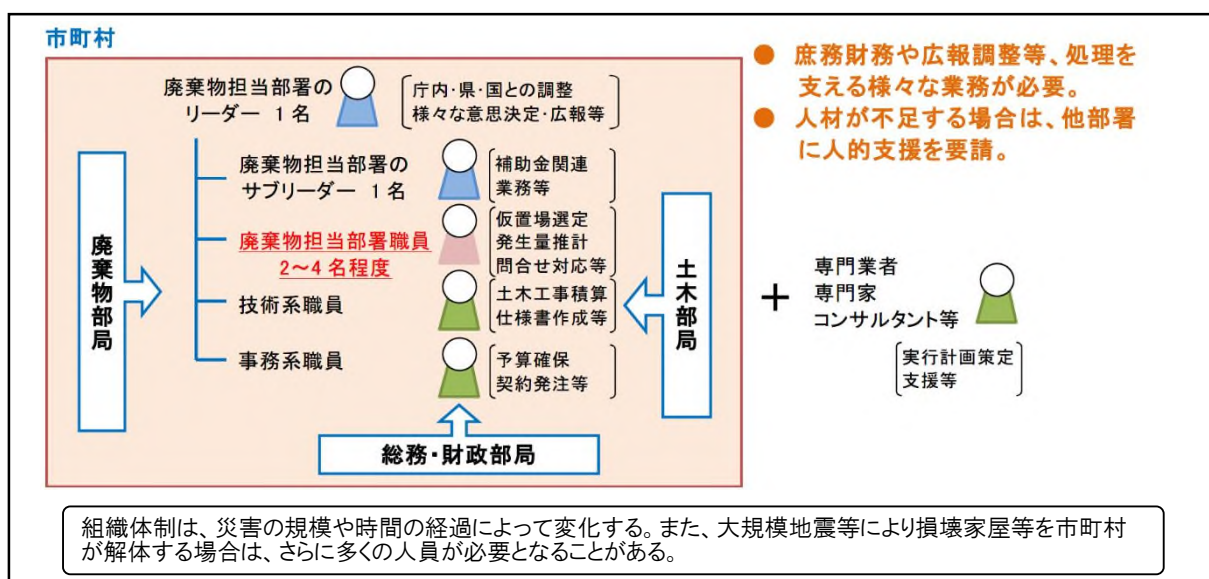 市町村
廃棄物担当部署の
リーダー 1名
庁内・県・国との調整
様々な意思決定・広報等
廃棄物担当部署の
サブリーダー 1名
補助金関連
業務等
廃棄物担当部署職員
2~4名程度
仮置場選定
発生量推計
問合せ対応等
技術系職員
土木工事積算
仕様書作成等
事務系職員
予算確保
契約発注等
廃棄物部局
土木部局
総務・財政部局
● 庶務財務や広報調整等、処理を
支える様々な業務が必要。
● 人材が不足する場合は、他部署
に人的支援を要請。
+
専門業者
専門家
コンサルタント等
実行計画策定
支援等
組織体制は、災害の規模や時間の経過によって変化する。また、大規模地震等により損壊家屋等を市町村
が解体する場合は、さらに多くの人員が必要となることがある。